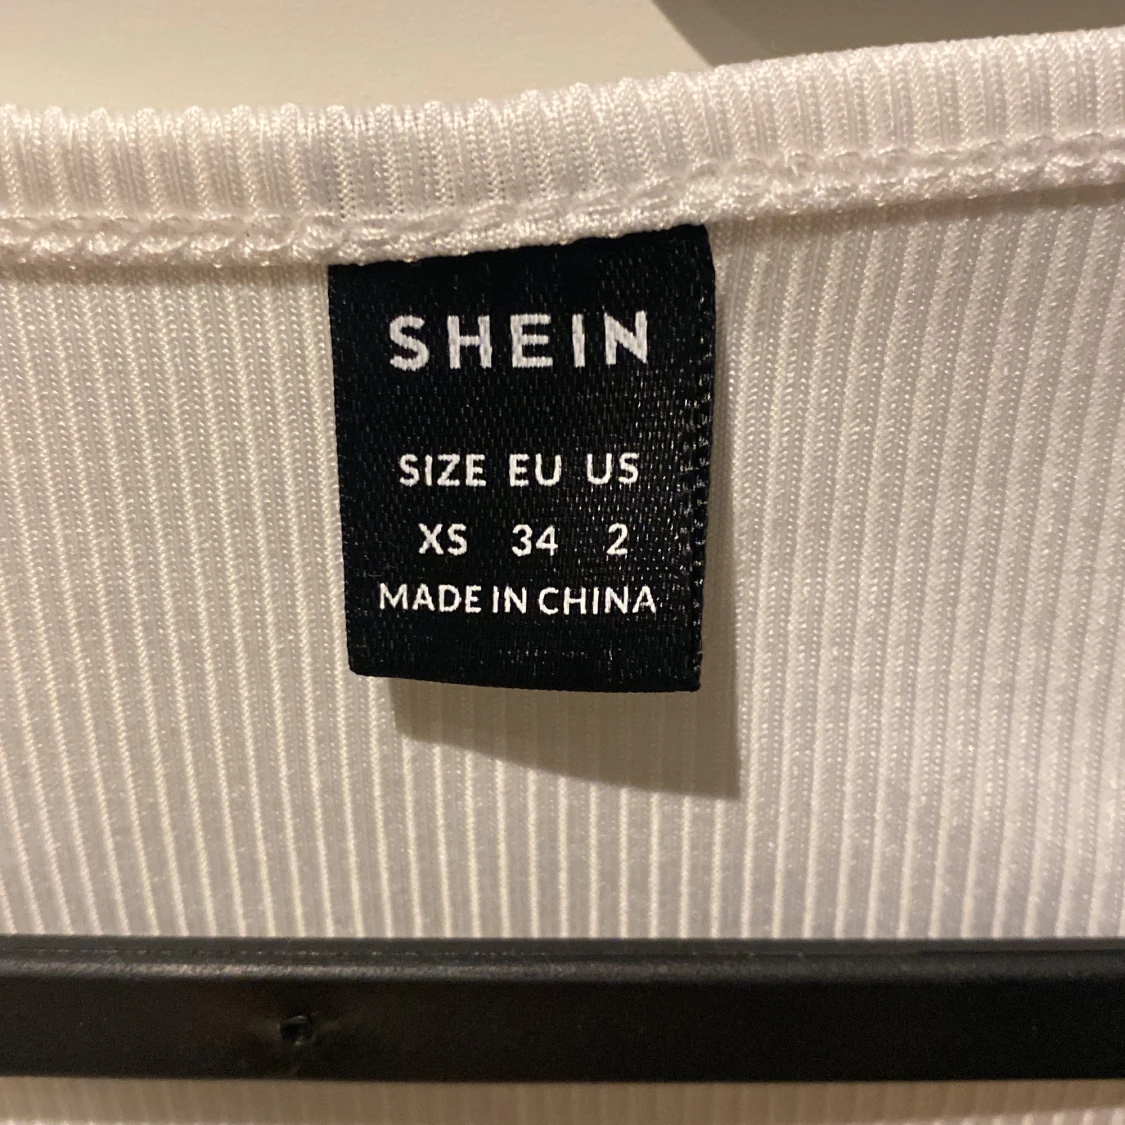 SHEIN
SIZE EU US
XS 34 2
MADE IN CHINA